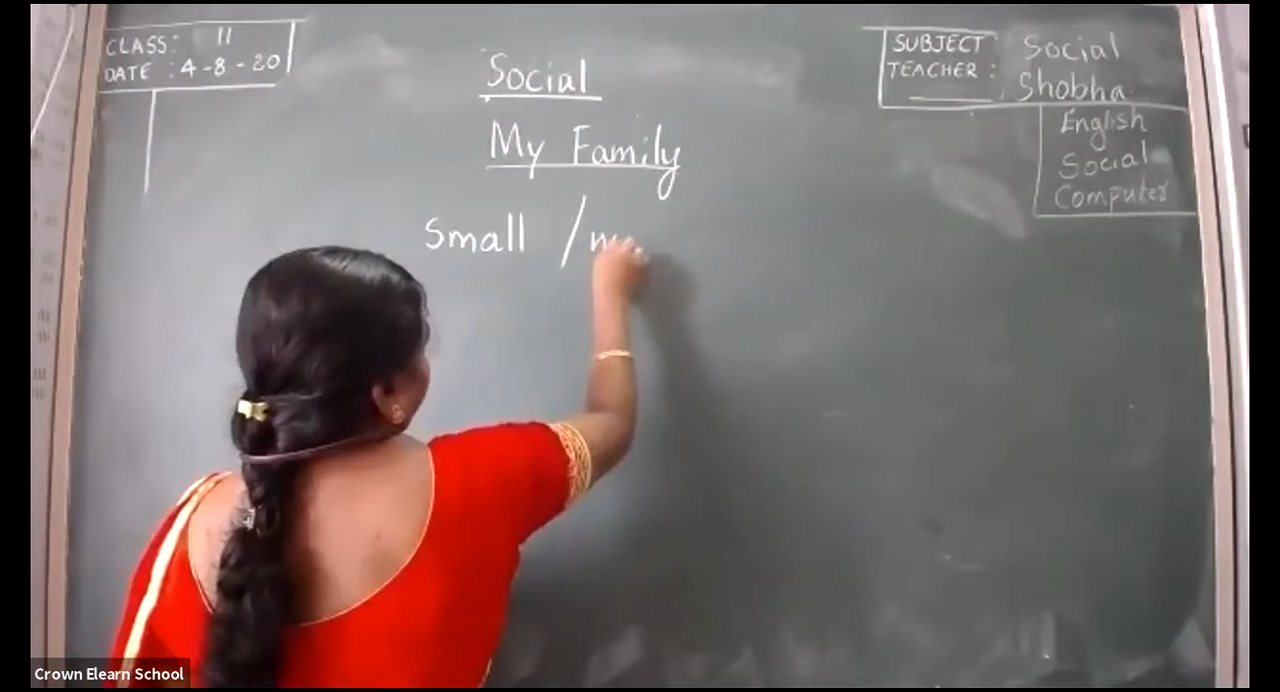 CLASS: II
DATE : 4-8-20
SUBJECT : Social
TEACHER : Shobha
English
Social
Computer
Social
My Family
Small /
Crown Elearn School